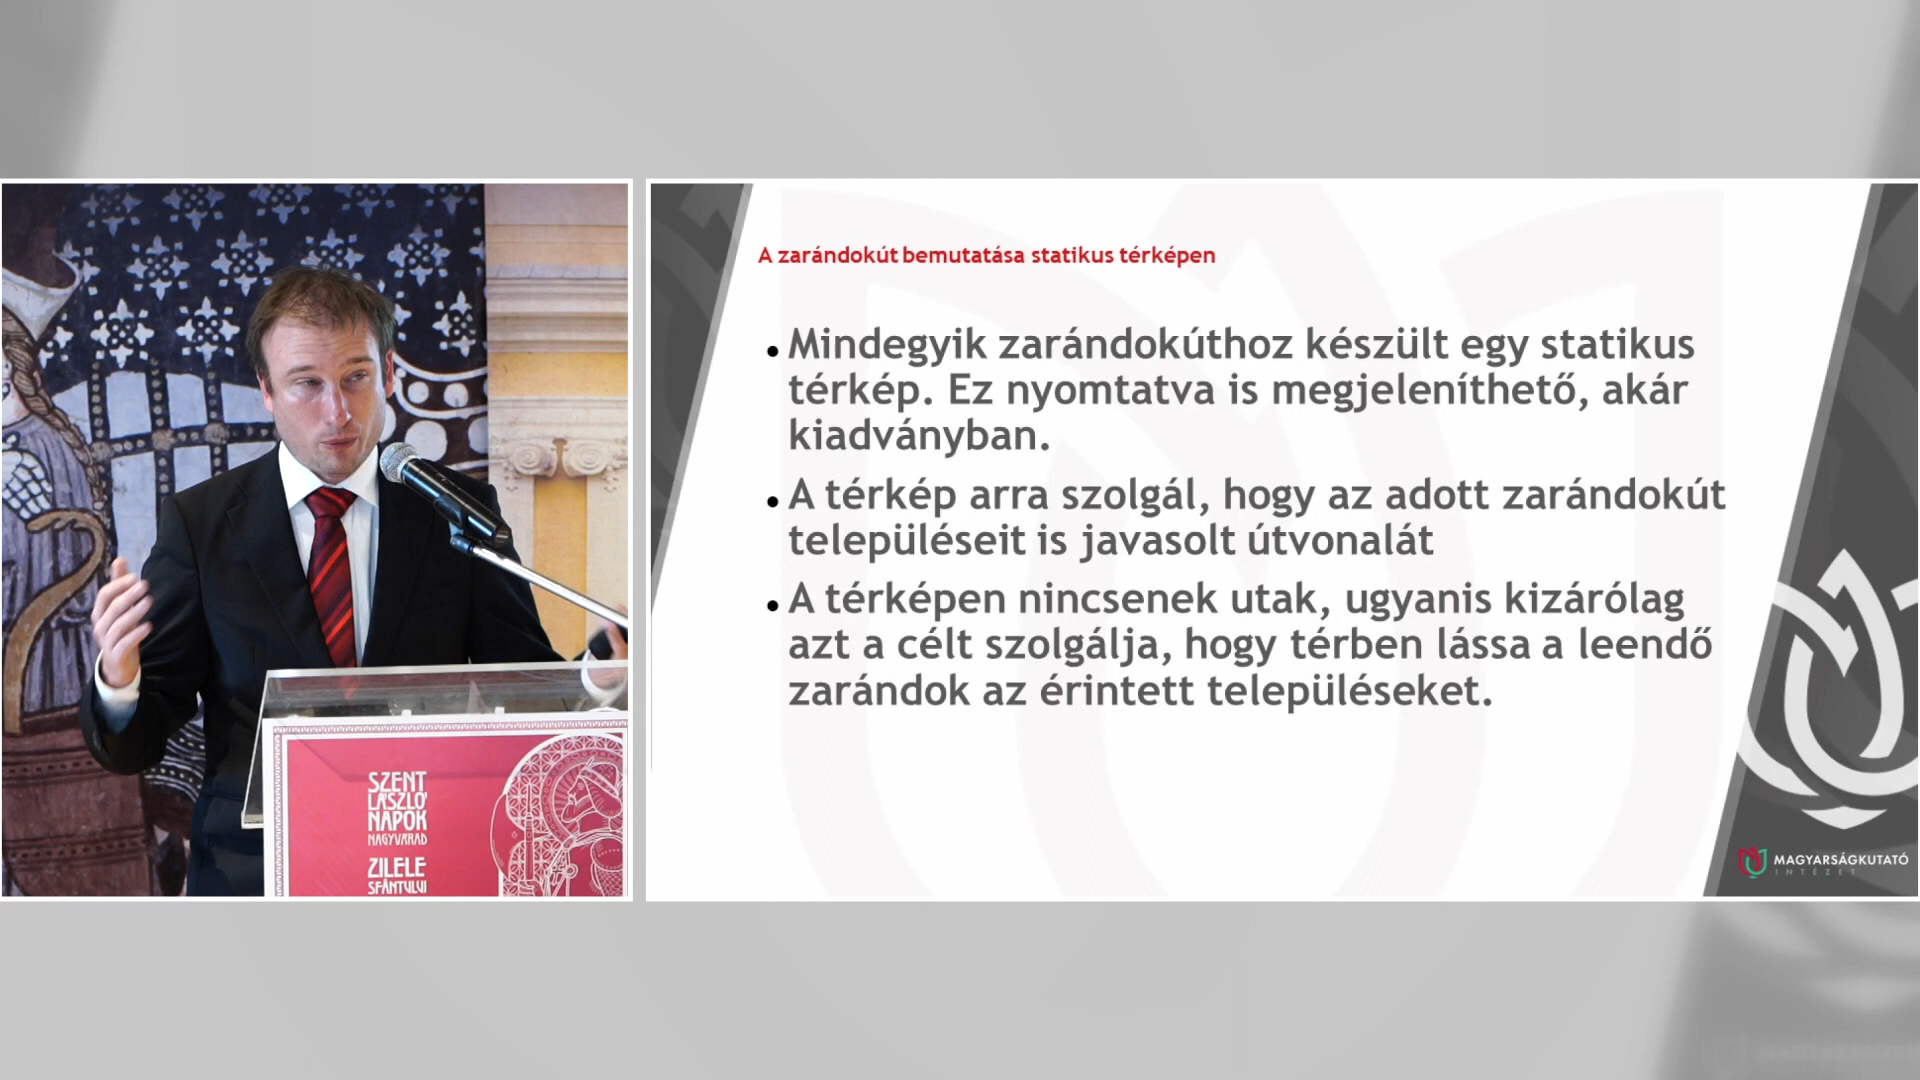 A zarándokút bemutatása statikus térképen
Mindegyik zarándokúthoz készült egy statikus
térkép. Ez nyomtatva is megjeleníthető, akár
kiadványban.
A térkép arra szolgál, hogy az adott zarándokút
településeit is javasolt útvonalát
A térképen nincsenek utak, ugyanis kizárólag
azt a célt szolgálja, hogy térben lássa a leendő
zarándok az érintett településeket.
MAGYARSÁGKUTATÓ
INTÉZET
SZENT
LÁSZLÓ
NAPOK
NAGYVÁRAD
ZILELE
SFÂNTULUI